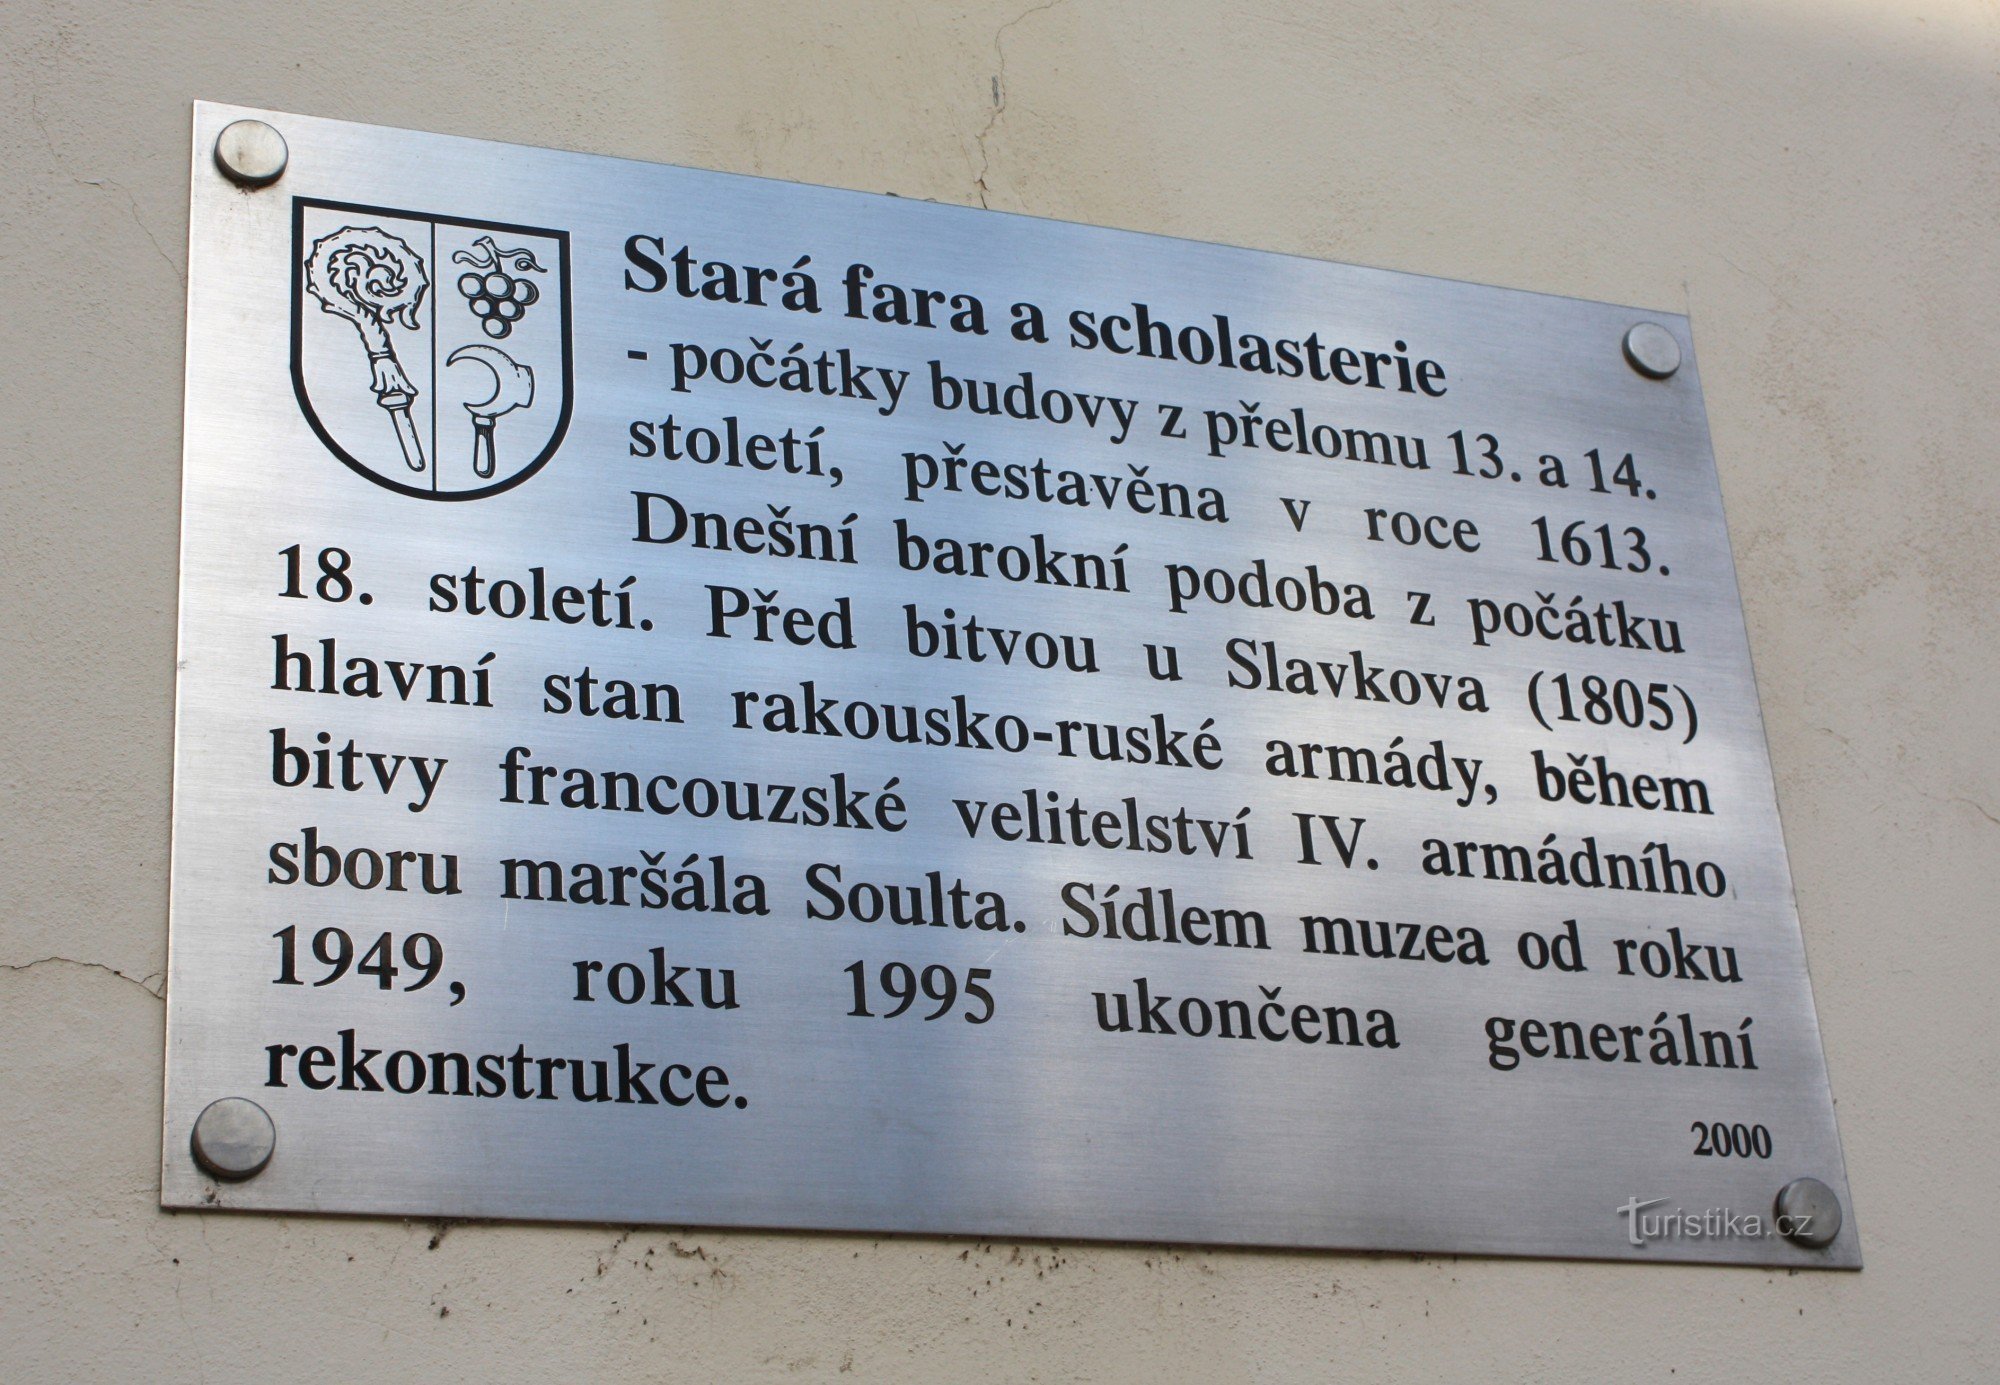 Stará fara a scholasterie
- počátky budovy z přelomu 13. a 14.
století, přestavěna v roce 1613.
Dnešní barokní podoba z počátku
18. století. Před bitvou u Slavkova (1805)
hlavní stan rakousko-ruské armády, během
bitvy francouzské velitelství IV. armádního
sboru maršála Soulta. Sídlem muzea od roku
1949, roku 1995 ukončena generální
rekonstrukce.
2000
Turistika.cz